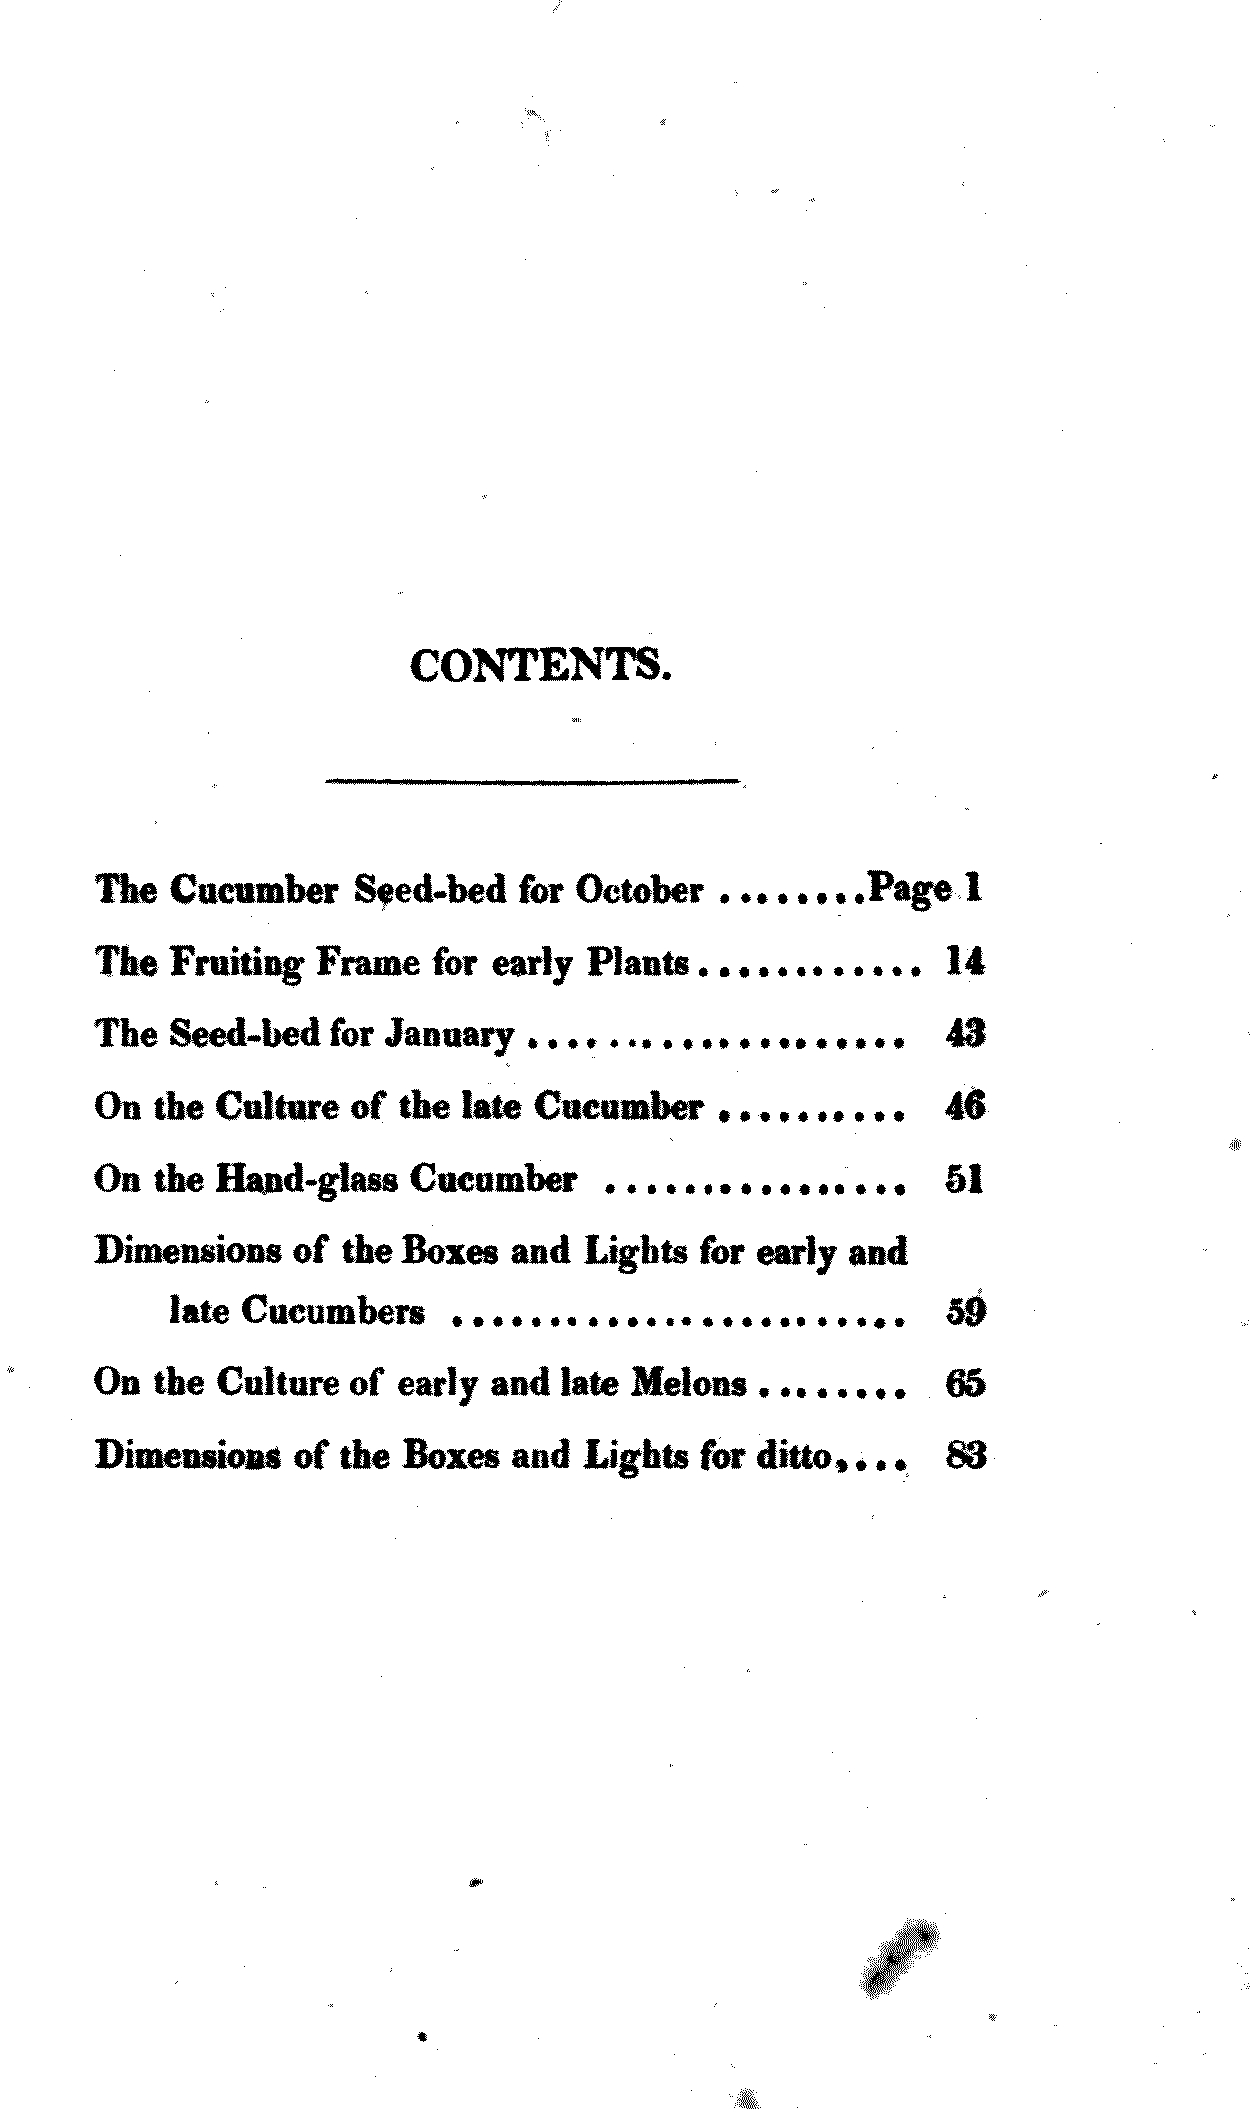 CONTENTS.
The Cucumber Seed-bed for October ........Page 1
The Fruiting Frame for early Plants............ 14
The Seed-bed for January .................... 43
On the Culture of the late Cucumber .......... 46
On the Hand-glass Cucumber ................ 51
Dimensions of the Boxes and Lights for early and
late Cucumbers ........................ 59
On the Culture of early and late Melons ........ 65
Dimensions of the Boxes and Lights for ditto,... 83